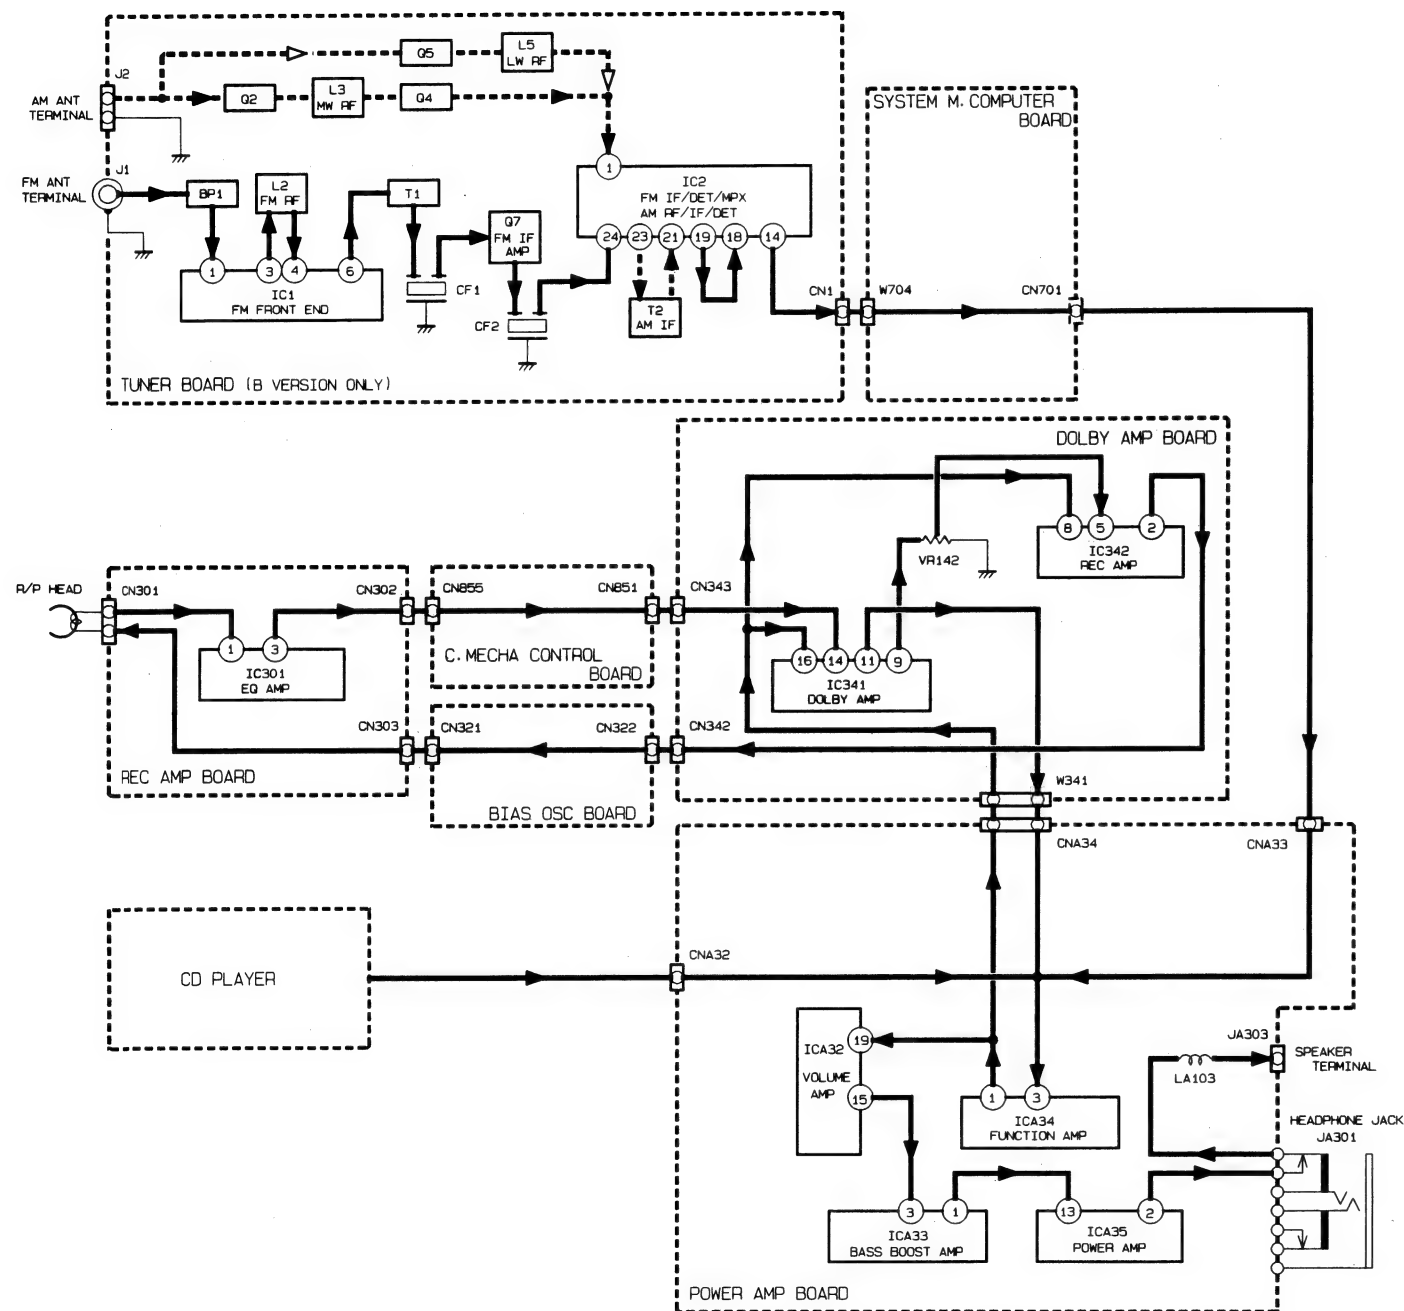 J2
AM ANT
TERMINAL
Q5
L5
LW RF
Q2
L3
MW RF
Q4
J1
FM ANT
TERMINAL
BP1
L2
FM RF
T1
Q7
FM IF
AMP
1
IC2
FM IF/DET/MPX
AM RF/IF/DET
24
23
21
19
18
14
1
3
4
6
IC1
FM FRONT END
CF1
CF2
T2
AM IF
CN1
TUNER BOARD (B VERSION ONLY)
SYSTEM M. COMPUTER
BOARD
W704
CN701
DOLBY AMP BOARD
8
5
2
IC342
REC AMP
VR142
R/P HEAD
CN301
CN302
1
3
IC301
EQ AMP
CN303
REC AMP BOARD
CN855
CN851
C. MECHA CONTROL
BOARD
CN321
CN322
BIAS OSC BOARD
CN343
16
14
11
9
IC341
DOLBY AMP
CN342
W341
CNA34
CNA33
CD PLAYER
CNA32
ICA32
VOLUME
AMP
19
15
1
3
ICA34
FUNCTION AMP
JA303
SPEAKER
TERMINAL
LA103
HEADPHONE JACK
JA301
3
1
ICA33
BASS BOOST AMP
13
2
ICA35
POWER AMP
POWER AMP BOARD